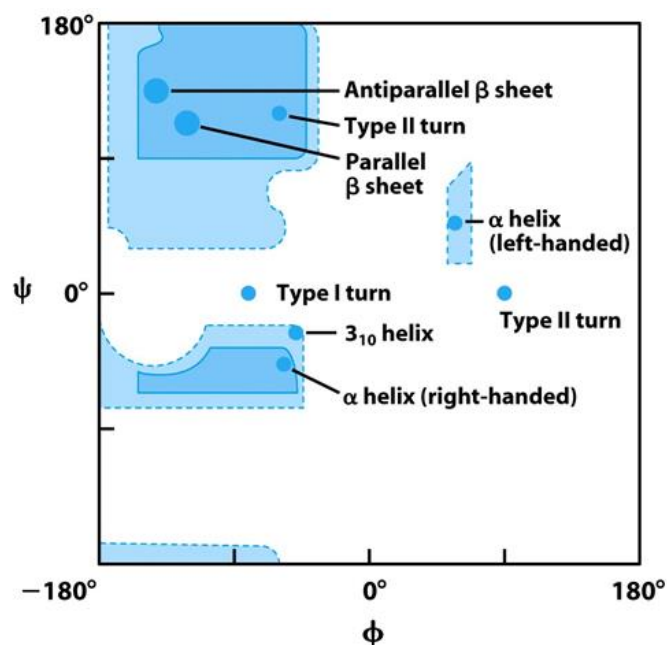 180°
Antiparallel β sheet
Type II turn
Parallel
β sheet
α helix
(left-handed)
ψ
0°
Type I turn
Type II turn
3₁₀ helix
α helix (right-handed)
−180°
0°
180°
ϕ